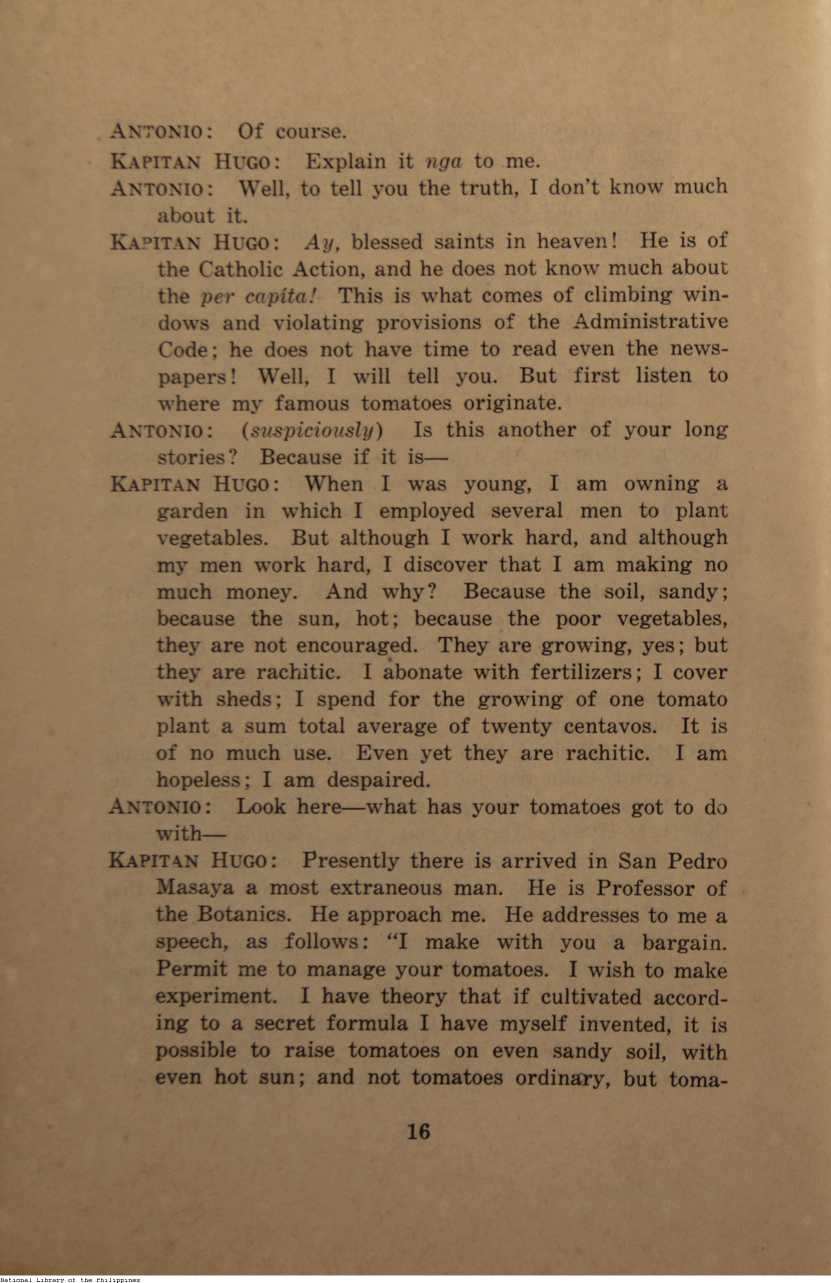 ANTONIO: Of course.
KAPITAN HUGO: Explain it nga to me.
ANTONIO: Well, to tell you the truth, I don't know much
about it.
KAPITAN HUGO: Ay, blessed saints in heaven! He is of
the Catholic Action, and he does not know much about
the per capita! This is what comes of climbing win-
dows and violating provisions of the Administrative
Code; he does not have time to read even the news-
papers! Well, I will tell you. But first listen to
where my famous tomatoes originate.
ANTONIO: (suspiciously) Is this another of your long
stories? Because if it is—
KAPITAN HUGO: When I was young, I am owning a
garden in which I employed several men to plant
vegetables. But although I work hard, and although
my men work hard, I discover that I am making no
much money. And why? Because the soil, sandy;
because the sun, hot; because the poor vegetables,
they are not encouraged. They are growing, yes; but
they are rachitic. I abonate with fertilizers; I cover
with sheds; I spend for the growing of one tomato
plant a sum total average of twenty centavos. It is
of no much use. Even yet they are rachitic. I am
hopeless; I am despaired.
ANTONIO: Look here—what has your tomatoes got to do
with—
KAPITAN HUGO: Presently there is arrived in San Pedro
Masaya a most extraneous man. He is Professor of
the Botanics. He approach me. He addresses to me a
speech, as follows: "I make with you a bargain.
Permit me to manage your tomatoes. I wish to make
experiment. I have theory that if cultivated accord-
ing to a secret formula I have myself invented, it is
possible to raise tomatoes on even sandy soil, with
even hot sun; and not tomatoes ordinary, but toma-
16
National Library of the Philippines